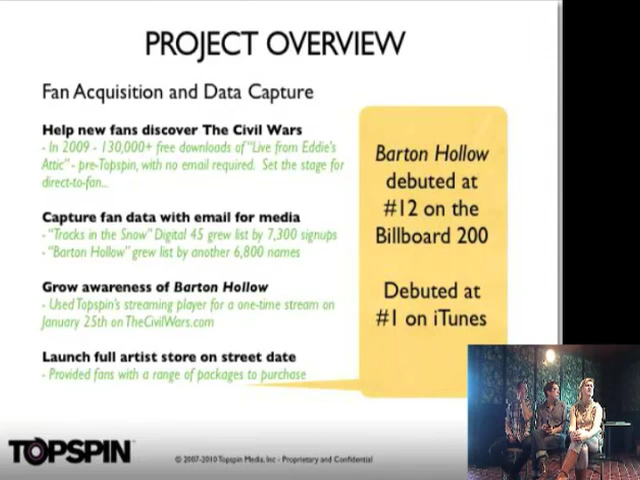 PROJECT OVERVIEW
Fan Acquisition and Data Capture
Help new fans discover The Civil Wars
- In 2009 - 130,000+ free downloads of "Live from Eddie's
Attic" - pre-Topspin, with no email required. Set the stage for
direct-to-fan...
Capture fan data with email for media
- "Tracks in the Snow" Digital 45 grew list by 7,300 signups
- "Barton Hollow" grew list by another 6,800 names
Grow awareness of Barton Hollow
- Used Topspin's streaming player for a one-time stream on
January 25th on TheCivilWars.com
Launch full artist store on street date
- Provided fans with a range of packages to purchase
Barton Hollow
debuted at
#12 on the
Billboard 200
Debuted at
#1 on iTunes
TOPSPIN
© 2007-2010 Topspin Media, Inc - Proprietary and Confidential